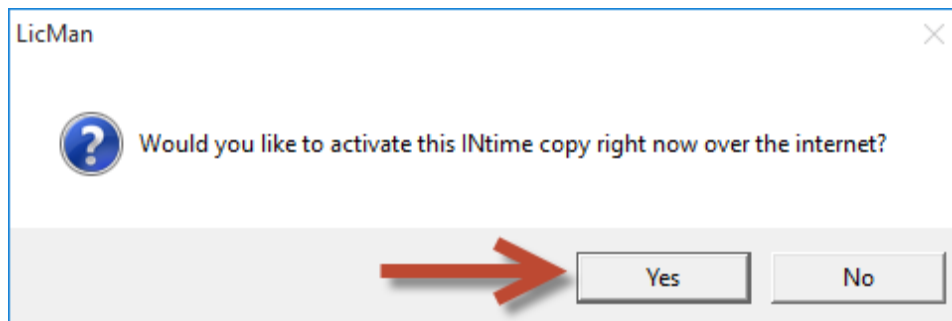 LicMan
Would you like to activate this INtime copy right now over the internet?
Yes
No